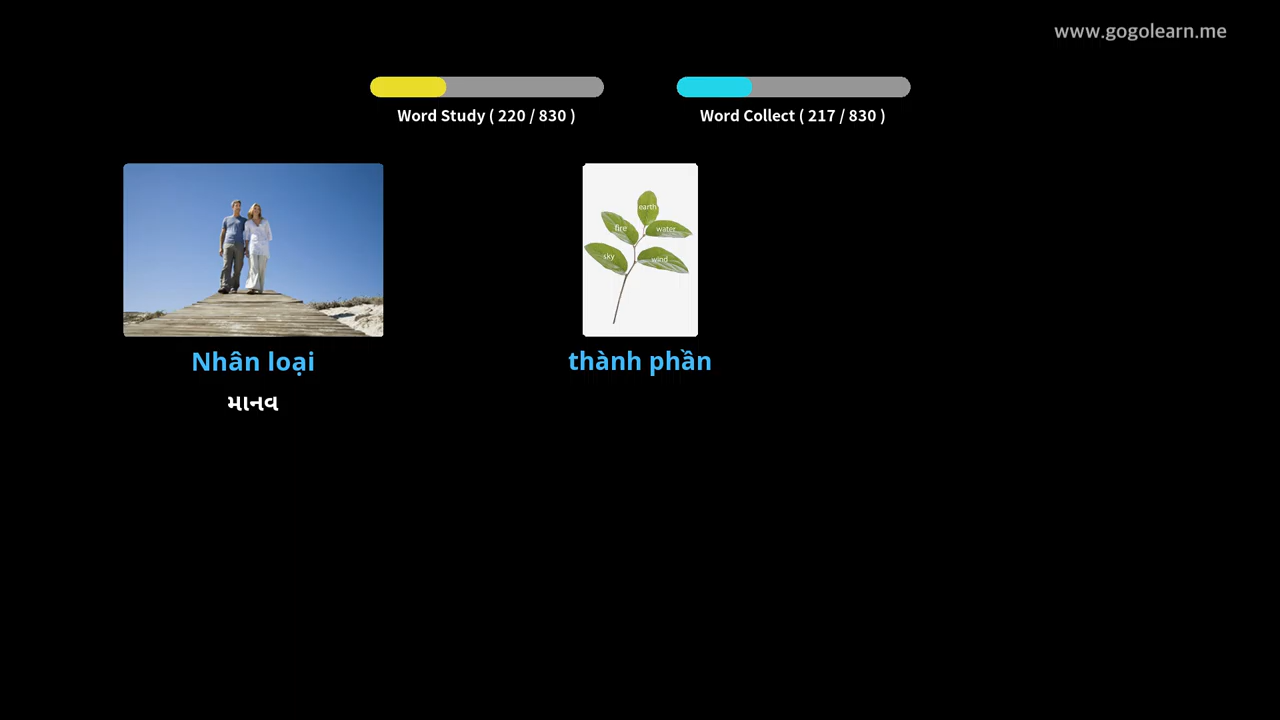 www.gogolearn.me
Word Study ( 220 / 830 )
Word Collect ( 217 / 830 )
earth
fire
water
sky
wind
Nhân loại
thành phần
માનવ